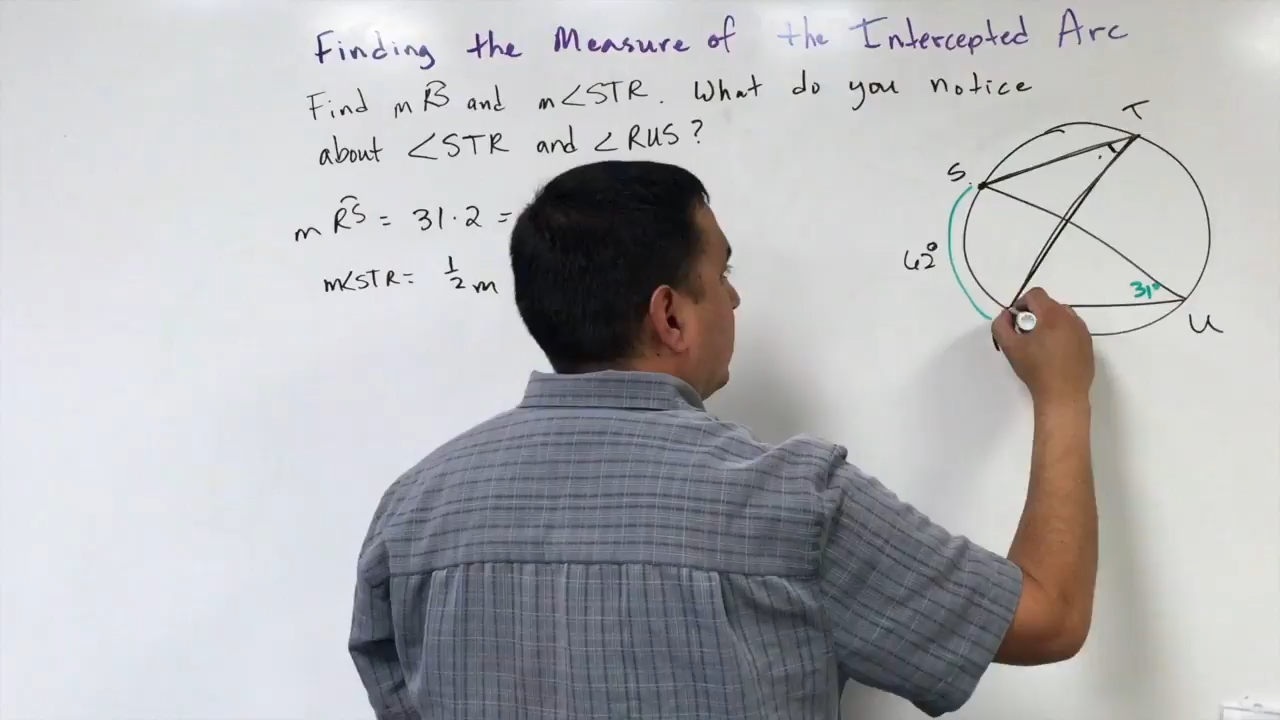 Finding the Measure of the Intercepted Arc
Find m RS and m∠STR. What do you notice
about ∠STR and ∠RUS?
m RS = 31·2 =
m∠STR = 1/2 m
T
S
62°
31°
U